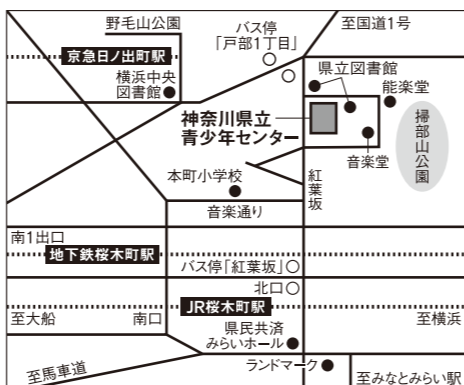 野毛山公園
バス停
「戸部1丁目」
至国道1号
京急日ノ出町駅
県立図書館
横浜中央
図書館
能楽堂
神奈川県立
青少年センター
掃部山公園
音楽堂
本町小学校
紅葉坂
音楽通り
南1出口
地下鉄桜木町駅
バス停「紅葉坂」
北口
JR桜木町駅
至大船
南口
至横浜
県民共済
みらいホール
ランドマーク
至馬車道
至みなとみらい駅